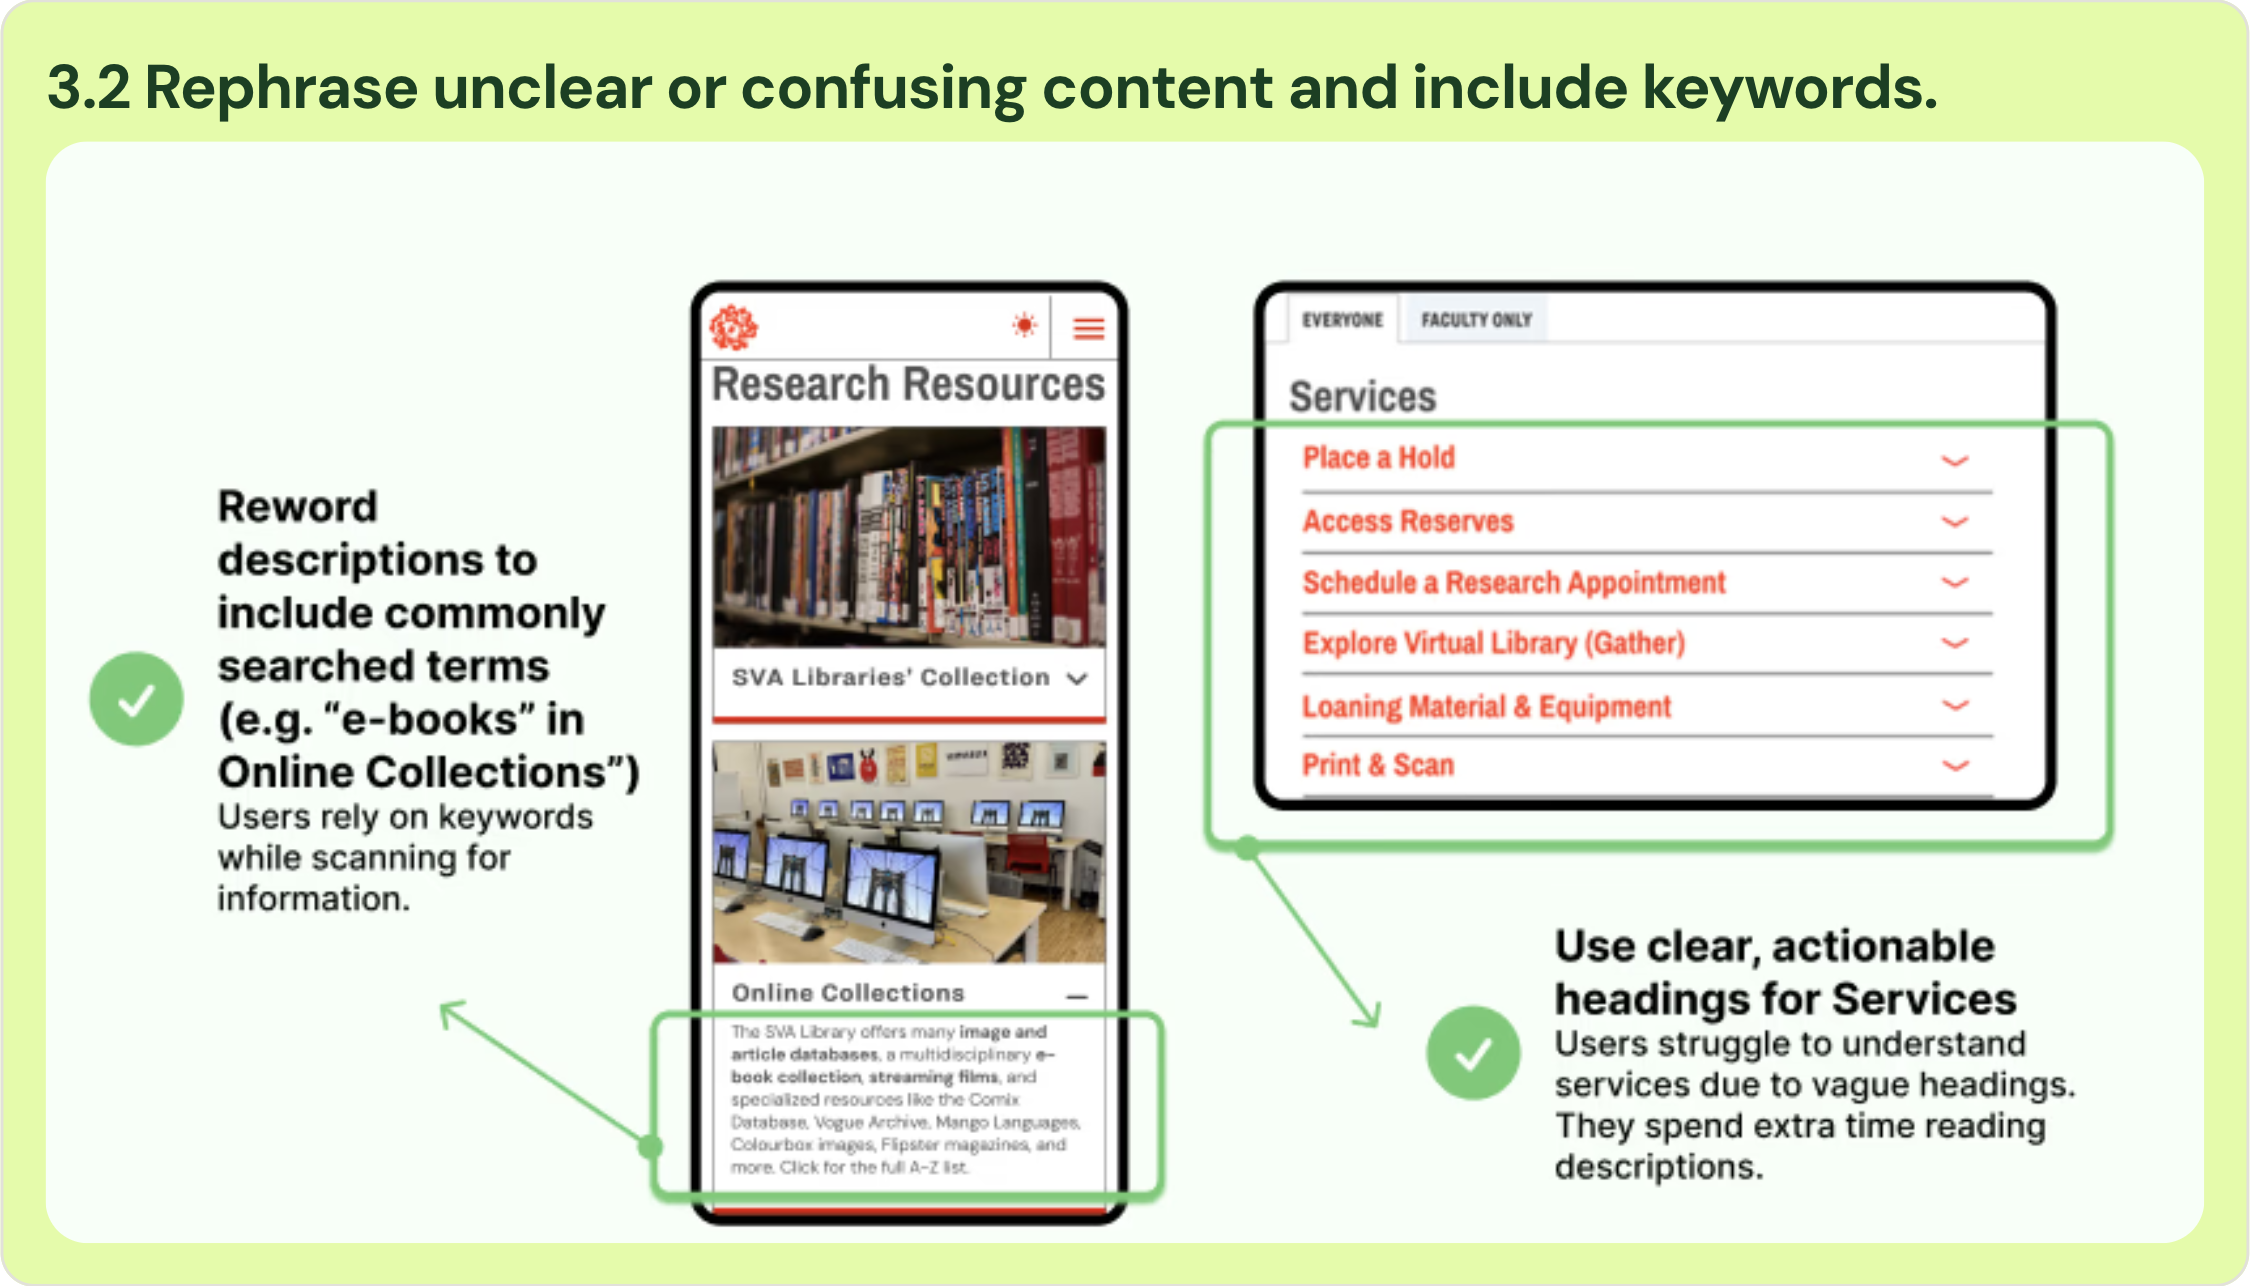 3.2 Rephrase unclear or confusing content and include keywords.
Reword
descriptions to
include commonly
searched terms
(e.g. “e-books” in
Online Collections”)
Users rely on keywords
while scanning for
information.
Research Resources
SVA Libraries’ Collection
Online Collections
The SVA Library offers many image and
article databases, a multidisciplinary e-
book collection, streaming films, and
specialized resources like the Comix
Database, Vogue Archive, Mango Languages,
Colourbox images, Flipster magazines, and
more. Click for the full A-Z list.
EVERYONE
FACULTY ONLY
Services
Place a Hold
Access Reserves
Schedule a Research Appointment
Explore Virtual Library (Gather)
Loaning Material & Equipment
Print & Scan
Use clear, actionable
headings for Services
Users struggle to understand
services due to vague headings.
They spend extra time reading
descriptions.